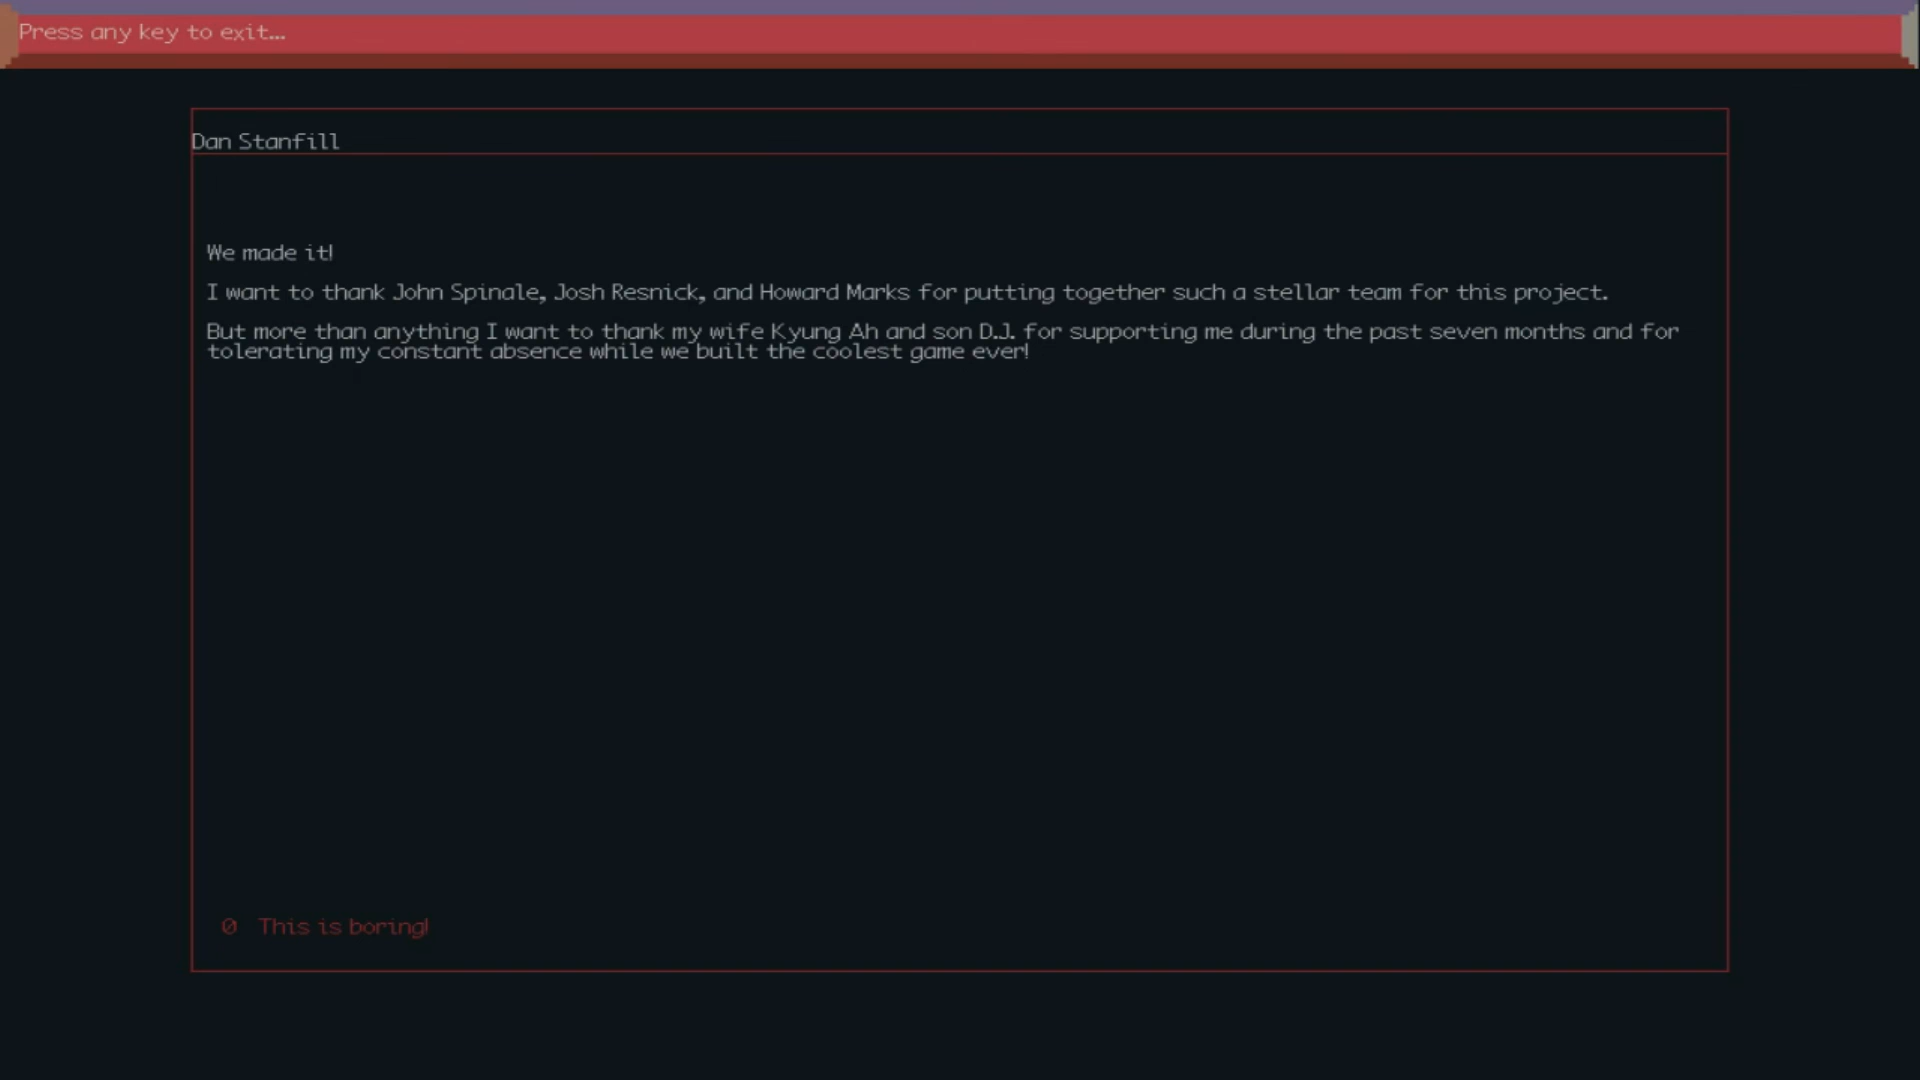 Press any key to exit...
Dan Stanfill
We made it!
I want to thank John Spinale, Josh Resnick, and Howard Marks for putting together such a stellar team for this project.
But more than anything I want to thank my wife Kyung Ah and son D.J. for supporting me during the past seven months and for
tolerating my constant absence while we built the coolest game ever!
0 This is boring!